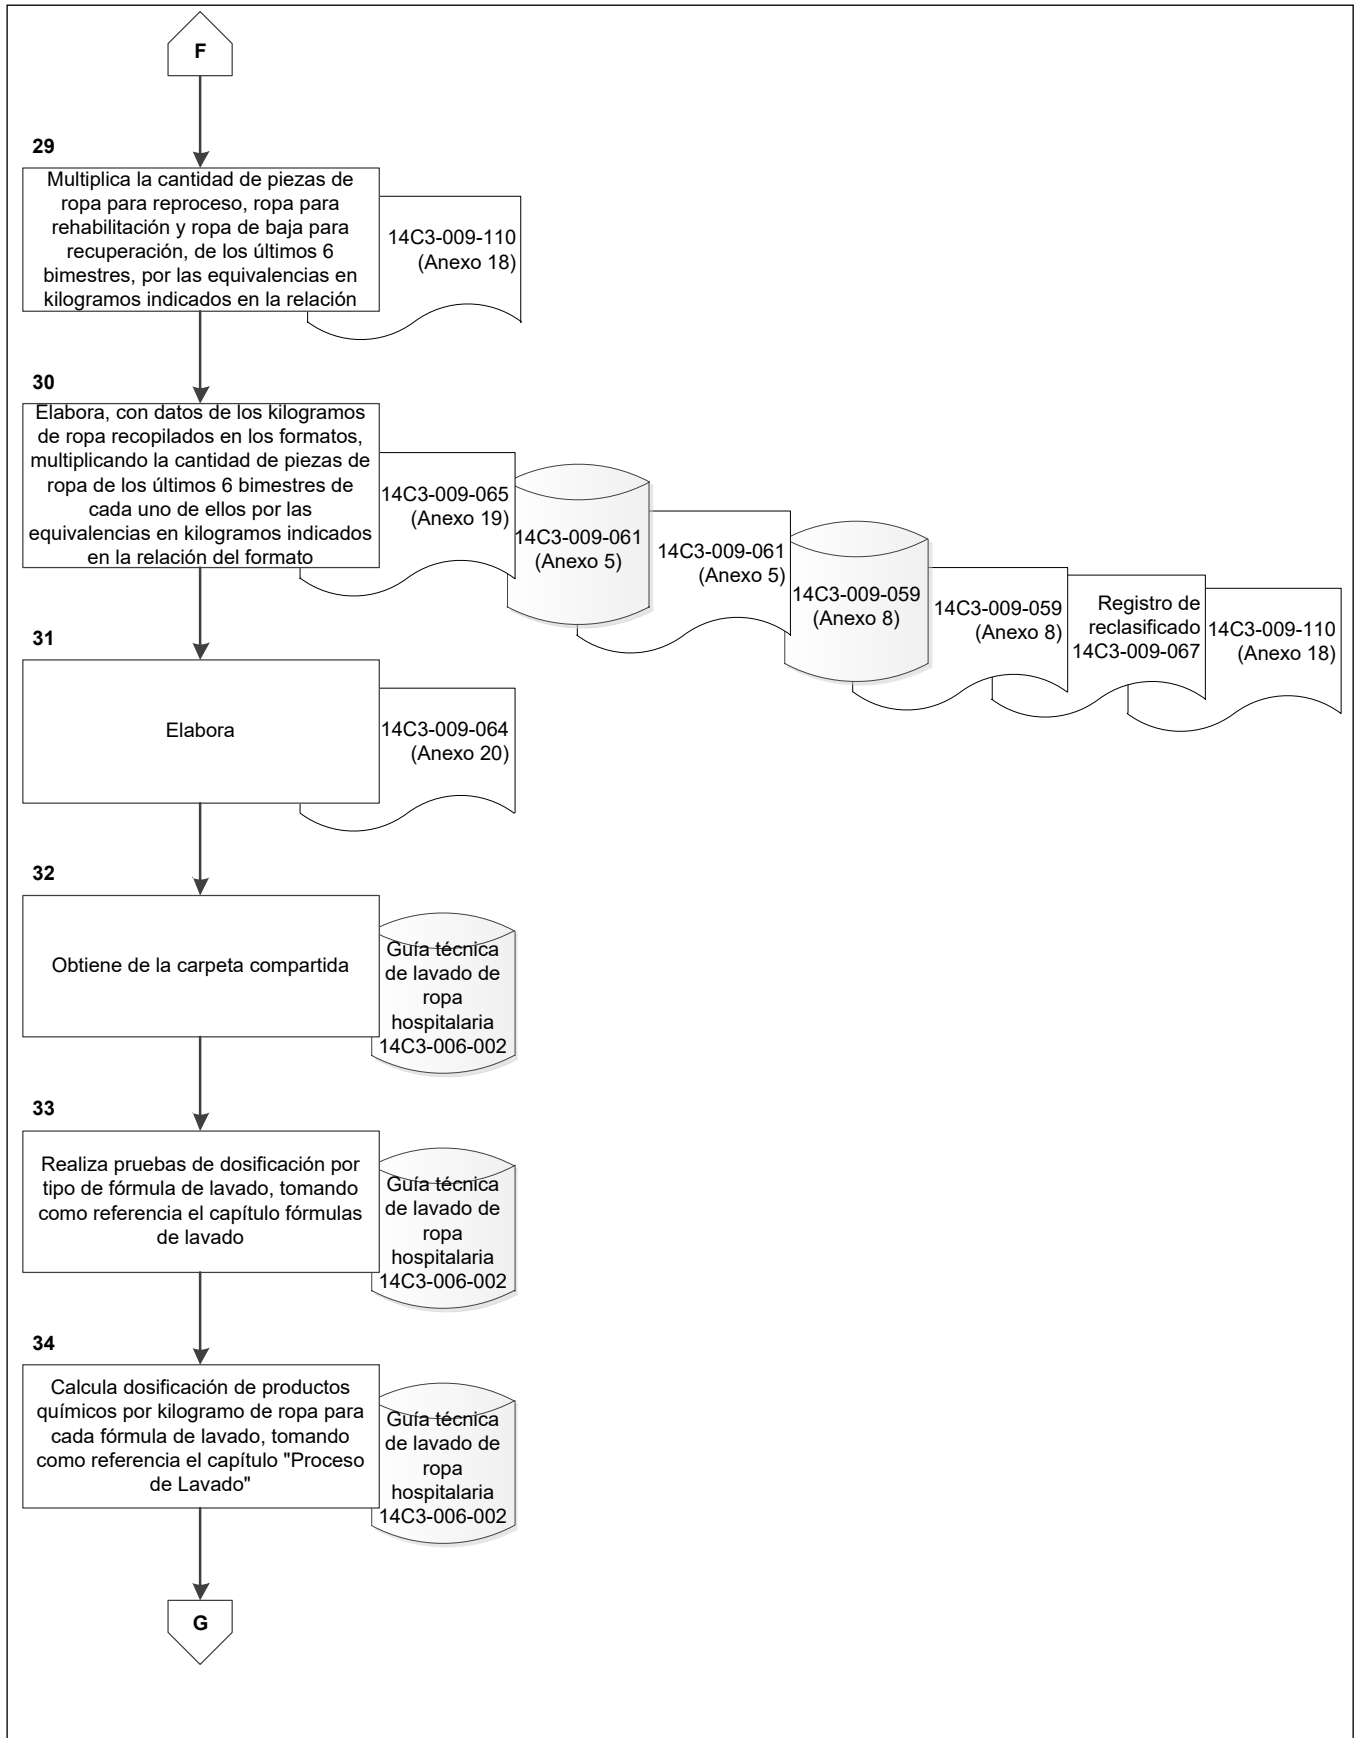 F
29
Multiplica la cantidad de piezas de
ropa para reproceso, ropa para
rehabilitación y ropa de baja para
recuperación, de los últimos 6
bimestres, por las equivalencias en
kilogramos indicados en la relación
14C3-009-110
(Anexo 18)
30
Elabora, con datos de los kilogramos
de ropa recopilados en los formatos,
multiplicando la cantidad de piezas de
ropa de los últimos 6 bimestres de
cada uno de ellos por las
equivalencias en kilogramos indicados
en la relación del formato
14C3-009-065
(Anexo 19)
14C3-009-061
(Anexo 5)
14C3-009-061
(Anexo 5)
14C3-009-059
(Anexo 8)
14C3-009-059
(Anexo 8)
Registro de
reclasificado
14C3-009-067
14C3-009-110
(Anexo 18)
31
Elabora
14C3-009-064
(Anexo 20)
32
Obtiene de la carpeta compartida
Guía técnica
de lavado de
ropa
hospitalaria
14C3-006-002
33
Realiza pruebas de dosificación por
tipo de fórmula de lavado, tomando
como referencia el capítulo fórmulas
de lavado
Guía técnica
de lavado de
ropa
hospitalaria
14C3-006-002
34
Calcula dosificación de productos
químicos por kilogramo de ropa para
cada fórmula de lavado, tomando
como referencia el capítulo "Proceso
de Lavado"
Guía técnica
de lavado de
ropa
hospitalaria
14C3-006-002
G